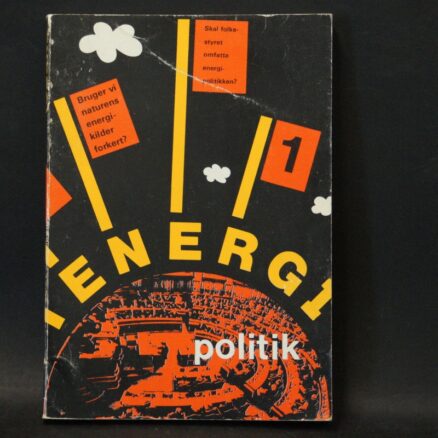 Skal folke-
styret
omfatte
energi-
politikken?
Bruger vi
naturens
energi-
kilder
forkert?
1
ENERGI
politik